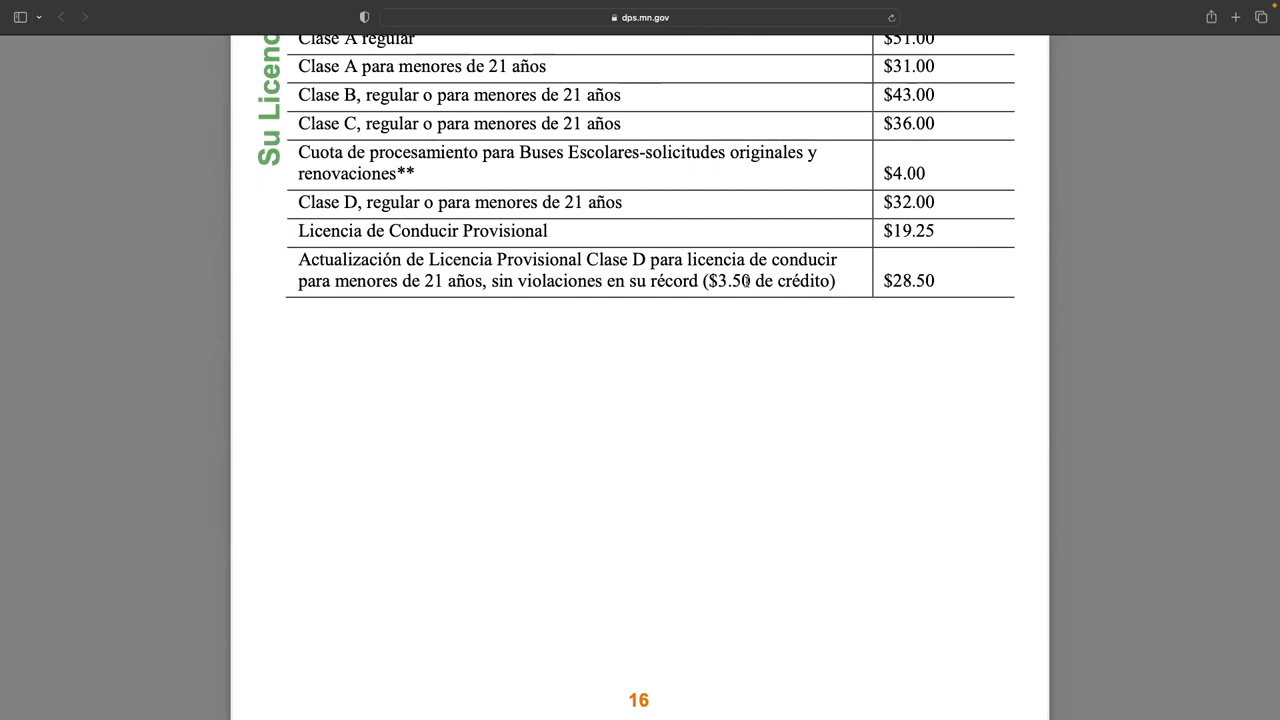 dps.mn.gov
Su Licenc
Clase A regular $51.00
Clase A para menores de 21 años $31.00
Clase B, regular o para menores de 21 años $43.00
Clase C, regular o para menores de 21 años $36.00
Cuota de procesamiento para Buses Escolares-solicitudes originales y
renovaciones** $4.00
Clase D, regular o para menores de 21 años $32.00
Licencia de Conducir Provisional $19.25
Actualización de Licencia Provisional Clase D para licencia de conducir
para menores de 21 años, sin violaciones en su récord ($3.50 de crédito) $28.50
16